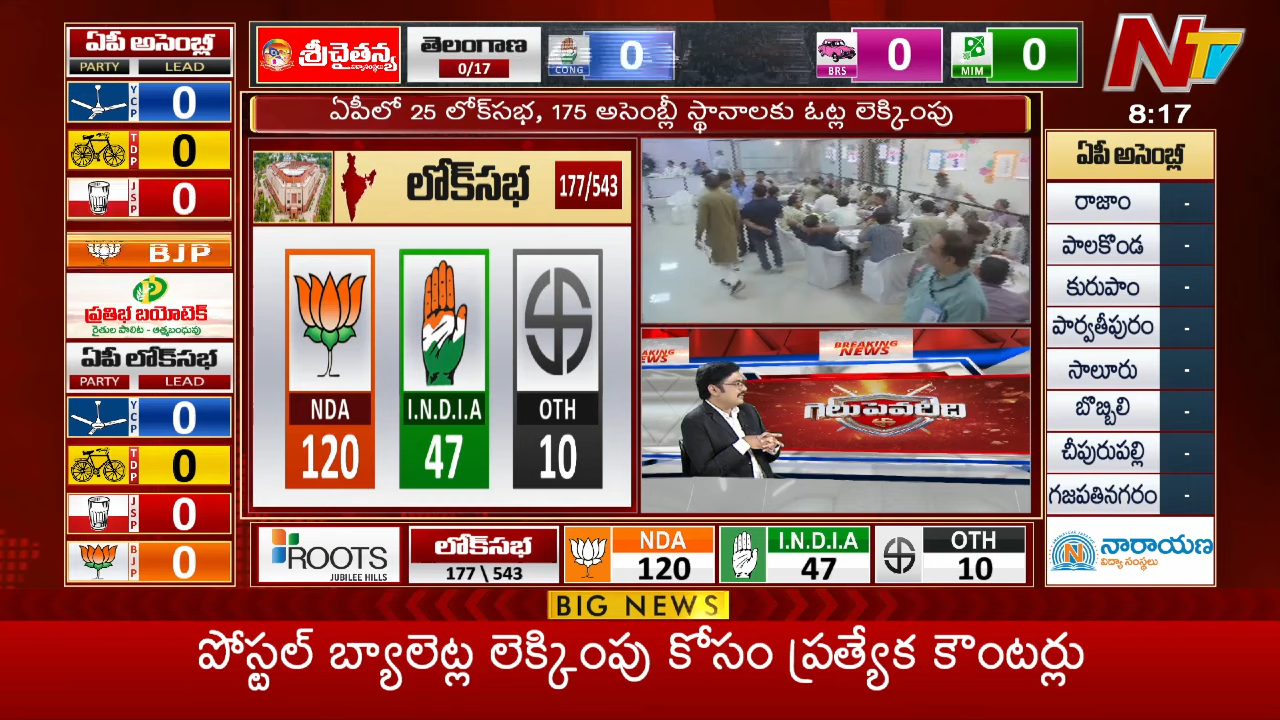 ఏపీ అసెంబ్లీ
PARTY LEAD
YCP 0
TDP 0
JSP 0
BJP
ప్రతిభ బయోటెక్
రైతుల పాలిట - ఆత్మబంధువు
ఏపీ లోక్‌సభ
PARTY LEAD
YCP 0
TDP 0
JSP 0
BJP 0
శ్రీచైతన్య
విద్యాసంస్థలు
తెలంగాణ
0/17
CONG 0
BRS 0
MIM 0
NTV
8:17
ఏపీలో 25 లోక్‌సభ, 175 అసెంబ్లీ స్థానాలకు ఓట్ల లెక్కింపు
లోక్‌సభ 177/543
NDA I.N.D.I.A OTH
120 47 10
BREAKING NEWS
AKING
EWS
గెలుపెవరిది
ఏపీ అసెంబ్లీ
రాజాం -
పాలకొండ -
కురుపాం -
పార్వతీపురం -
సాలూరు -
బొబ్బిలి -
చీపురుపల్లి -
గజపతినగరం -
నారాయణ
విద్యా సంస్థలు
ROOTS
JUBILEE HILLS
లోక్‌సభ
177 \ 543
NDA 120
I.N.D.I.A 47
OTH 10
BIG NEWS
పోస్టల్ బ్యాలెట్ల లెక్కింపు కోసం ప్రత్యేక కౌంటర్లు